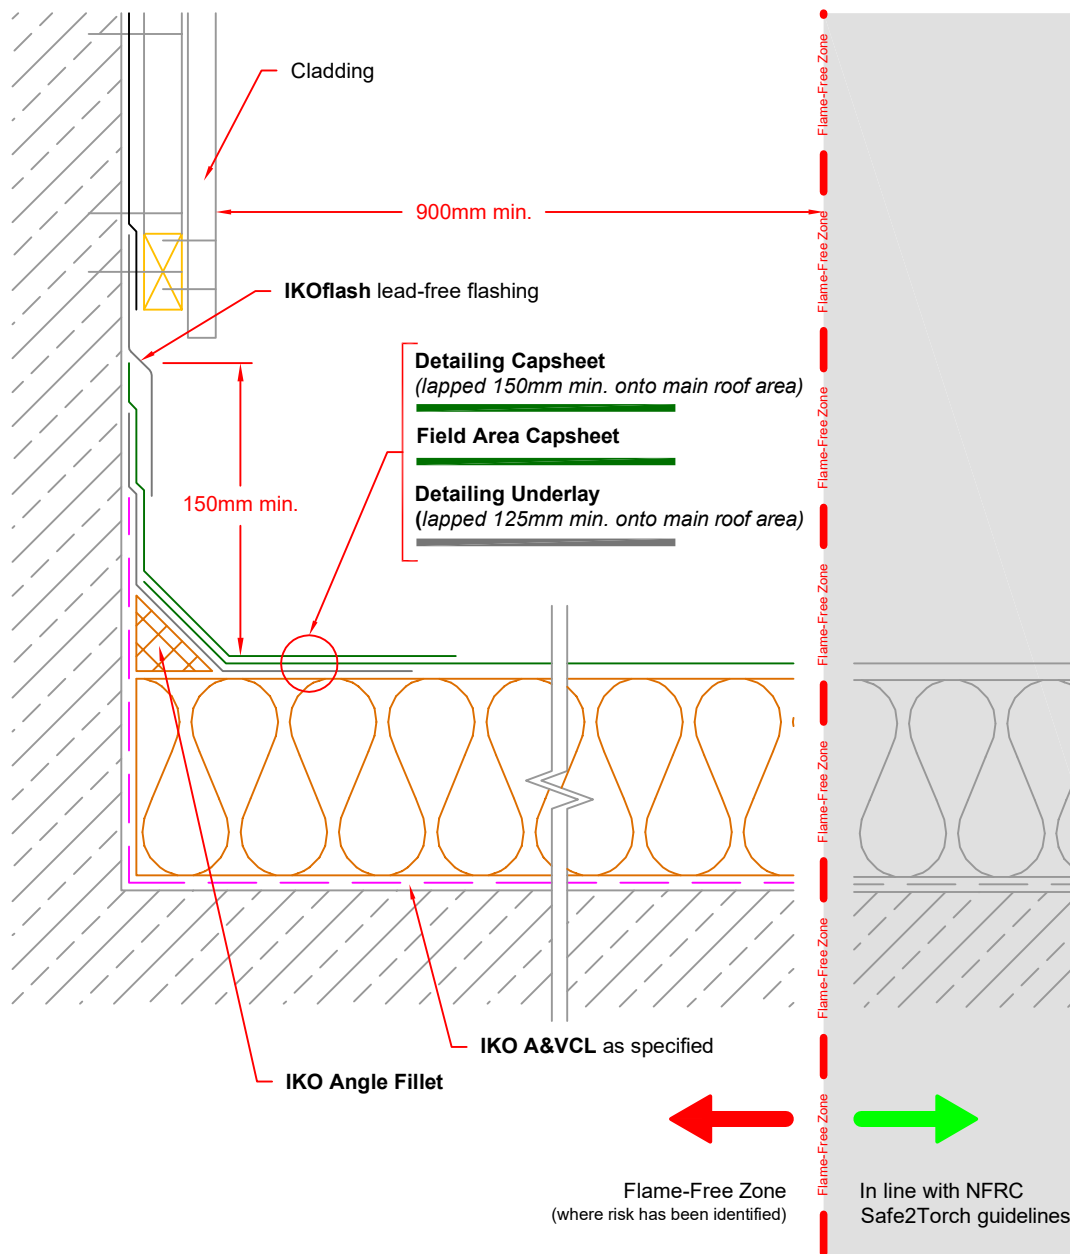 Cladding
900mm min.
IKOflash lead-free flashing
Detailing Capsheet
(lapped 150mm min. onto main roof area)
Field Area Capsheet
Detailing Underlay
(lapped 125mm min. onto main roof area)
150mm min.
IKO A&VCL as specified
IKO Angle Fillet
Flame-Free Zone
(where risk has been identified)
In line with NFRC
Safe2Torch guidelines
Flame-Free Zone
Flame-Free Zone
Flame-Free Zone
Flame-Free Zone
Flame-Free Zone
Flame-Free Zone
Flame-Free Zone